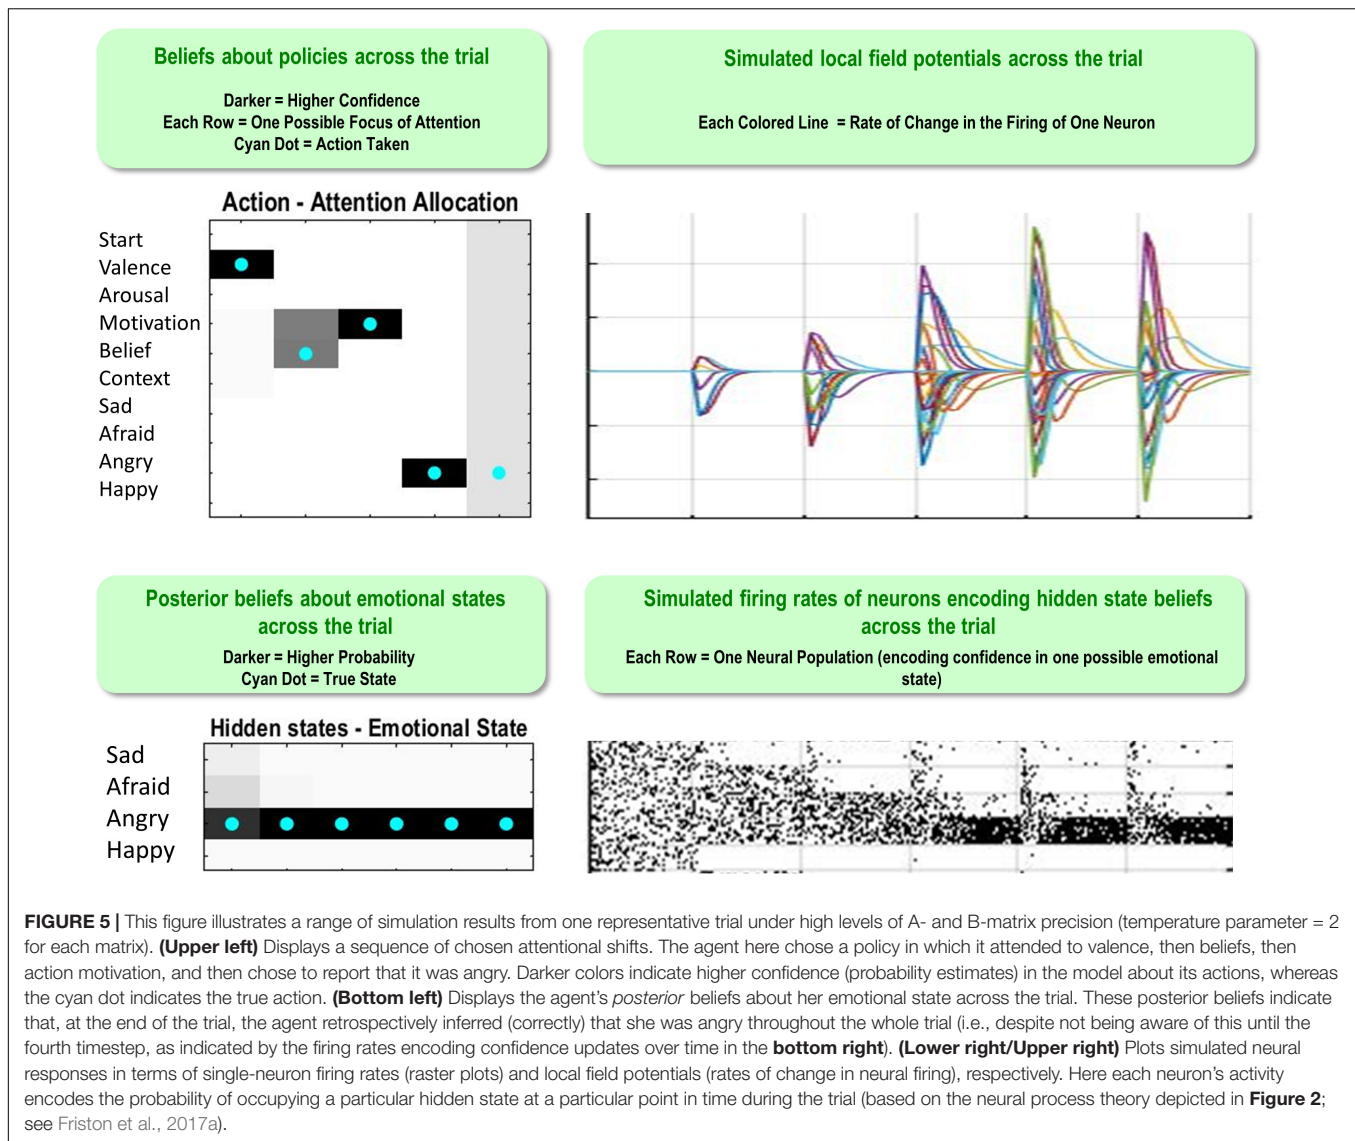 Beliefs about policies across the trial
Darker = Higher Confidence
Each Row = One Possible Focus of Attention
Cyan Dot = Action Taken
Simulated local field potentials across the trial
Each Colored Line = Rate of Change in the Firing of One Neuron
Action - Attention Allocation
Start
Valence
Arousal
Motivation
Belief
Context
Sad
Afraid
Angry
Happy
Posterior beliefs about emotional states
across the trial
Darker = Higher Probability
Cyan Dot = True State
Simulated firing rates of neurons encoding hidden state beliefs
across the trial
Each Row = One Neural Population (encoding confidence in one possible emotional
state)
Hidden states - Emotional State
Sad
Afraid
Angry
Happy
FIGURE 5 | This figure illustrates a range of simulation results from one representative trial under high levels of A- and B-matrix precision (temperature parameter = 2
for each matrix). (Upper left) Displays a sequence of chosen attentional shifts. The agent here chose a policy in which it attended to valence, then beliefs, then
action motivation, and then chose to report that it was angry. Darker colors indicate higher confidence (probability estimates) in the model about its actions, whereas
the cyan dot indicates the true action. (Bottom left) Displays the agent's posterior beliefs about her emotional state across the trial. These posterior beliefs indicate
that, at the end of the trial, the agent retrospectively inferred (correctly) that she was angry throughout the whole trial (i.e., despite not being aware of this until the
fourth timestep, as indicated by the firing rates encoding confidence updates over time in the bottom right). (Lower right/Upper right) Plots simulated neural
responses in terms of single-neuron firing rates (raster plots) and local field potentials (rates of change in neural firing), respectively. Here each neuron's activity
encodes the probability of occupying a particular hidden state at a particular point in time during the trial (based on the neural process theory depicted in Figure 2;
see Friston et al., 2017a).